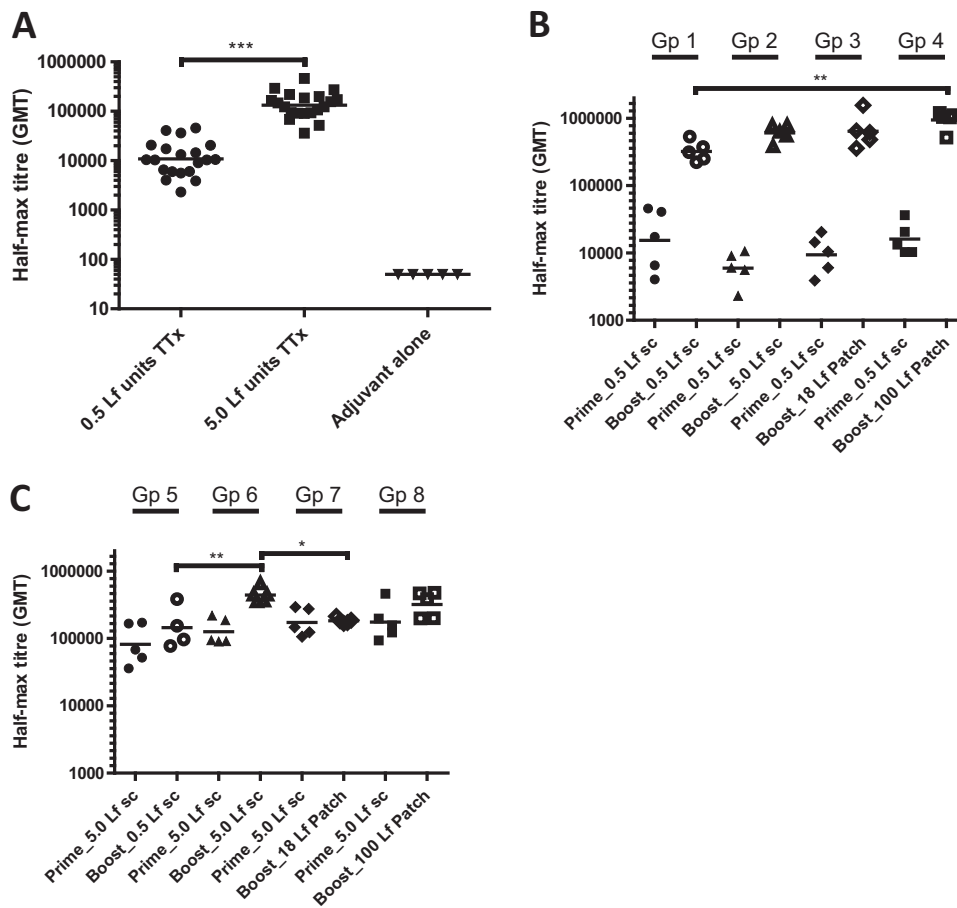 A
***
1000000
100000
10000
1000
100
10
Half-max titre (GMT)
0.5 Lf units TTx
5.0 Lf units TTx
Adjuvant alone
B
Gp 1 Gp 2 Gp 3 Gp 4
**
1000000
100000
10000
1000
Half-max titre (GMT)
Prime_0.5 Lf sc
Boost_0.5 Lf sc
Prime_0.5 Lf sc
Boost__5.0 Lf sc
Prime_0.5 Lf sc
Boost_18 Lf Patch
Prime_0.5 Lf sc
Boost_100 Lf Patch
C
Gp 5 Gp 6 Gp 7 Gp 8
** *
1000000
100000
10000
1000
Half-max titre (GMT)
Prime_5.0 Lf sc
Boost_0.5 Lf sc
Prime_5.0 Lf sc
Boost_5.0 Lf sc
Prime_5.0 Lf sc
Boost_18 Lf Patch
Prime_5.0 Lf sc
Boost_100 Lf Patch